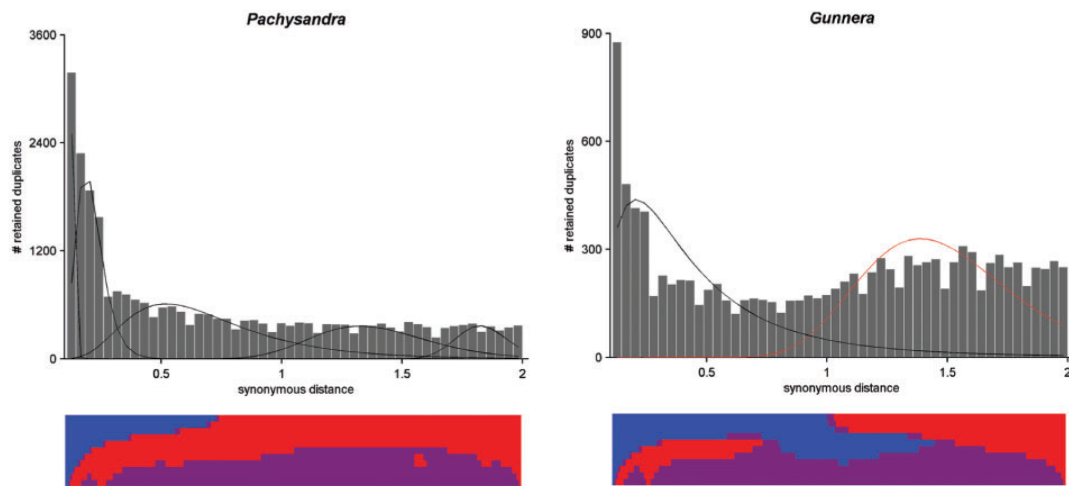 Pachysandra
3600
2400
1200
0
# retained duplicates
0.5
1
1.5
2
synonymous distance
Gunnera
900
600
300
0
# retained duplicates
0.5
1
1.5
2
synonymous distance